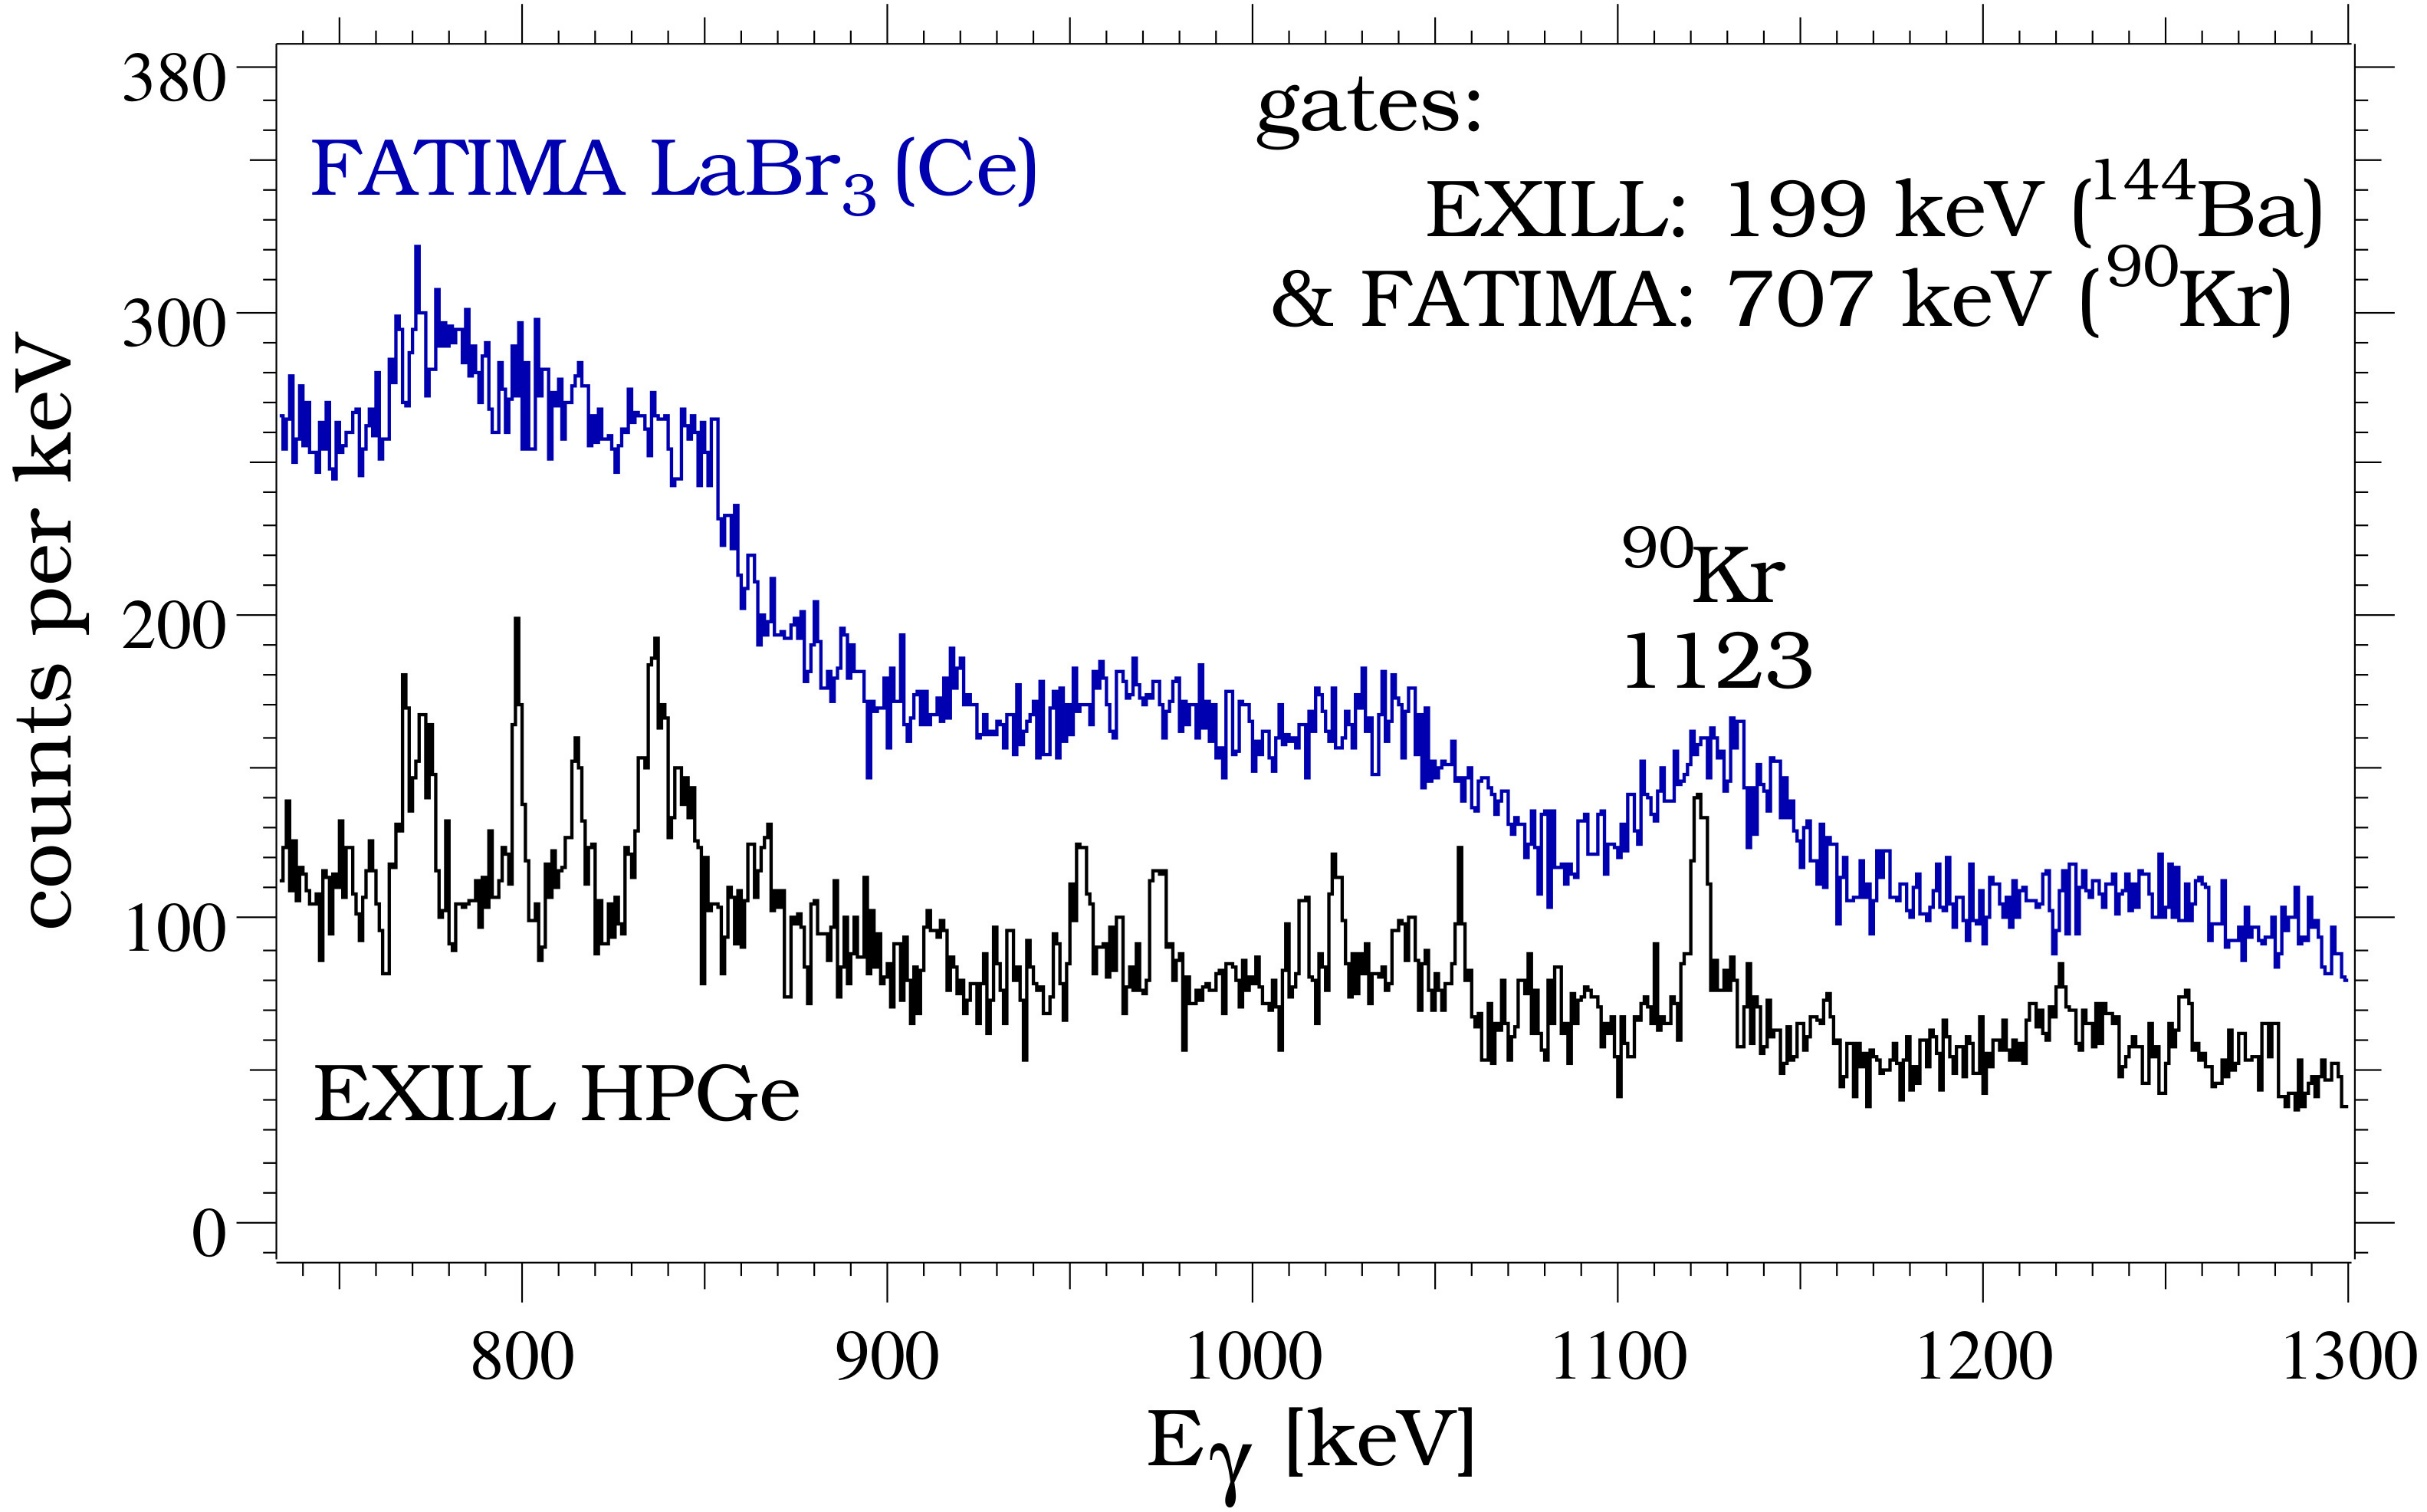 380
300
200
100
0
counts per keV
FATIMA LaBr₃ (Ce)
gates:
EXILL: 199 keV (¹⁴⁴Ba)
& FATIMA: 707 keV (⁹⁰Kr)
⁹⁰Kr
1123
EXILL HPGe
800 900 1000 1100 1200 1300
Eᵧ [keV]